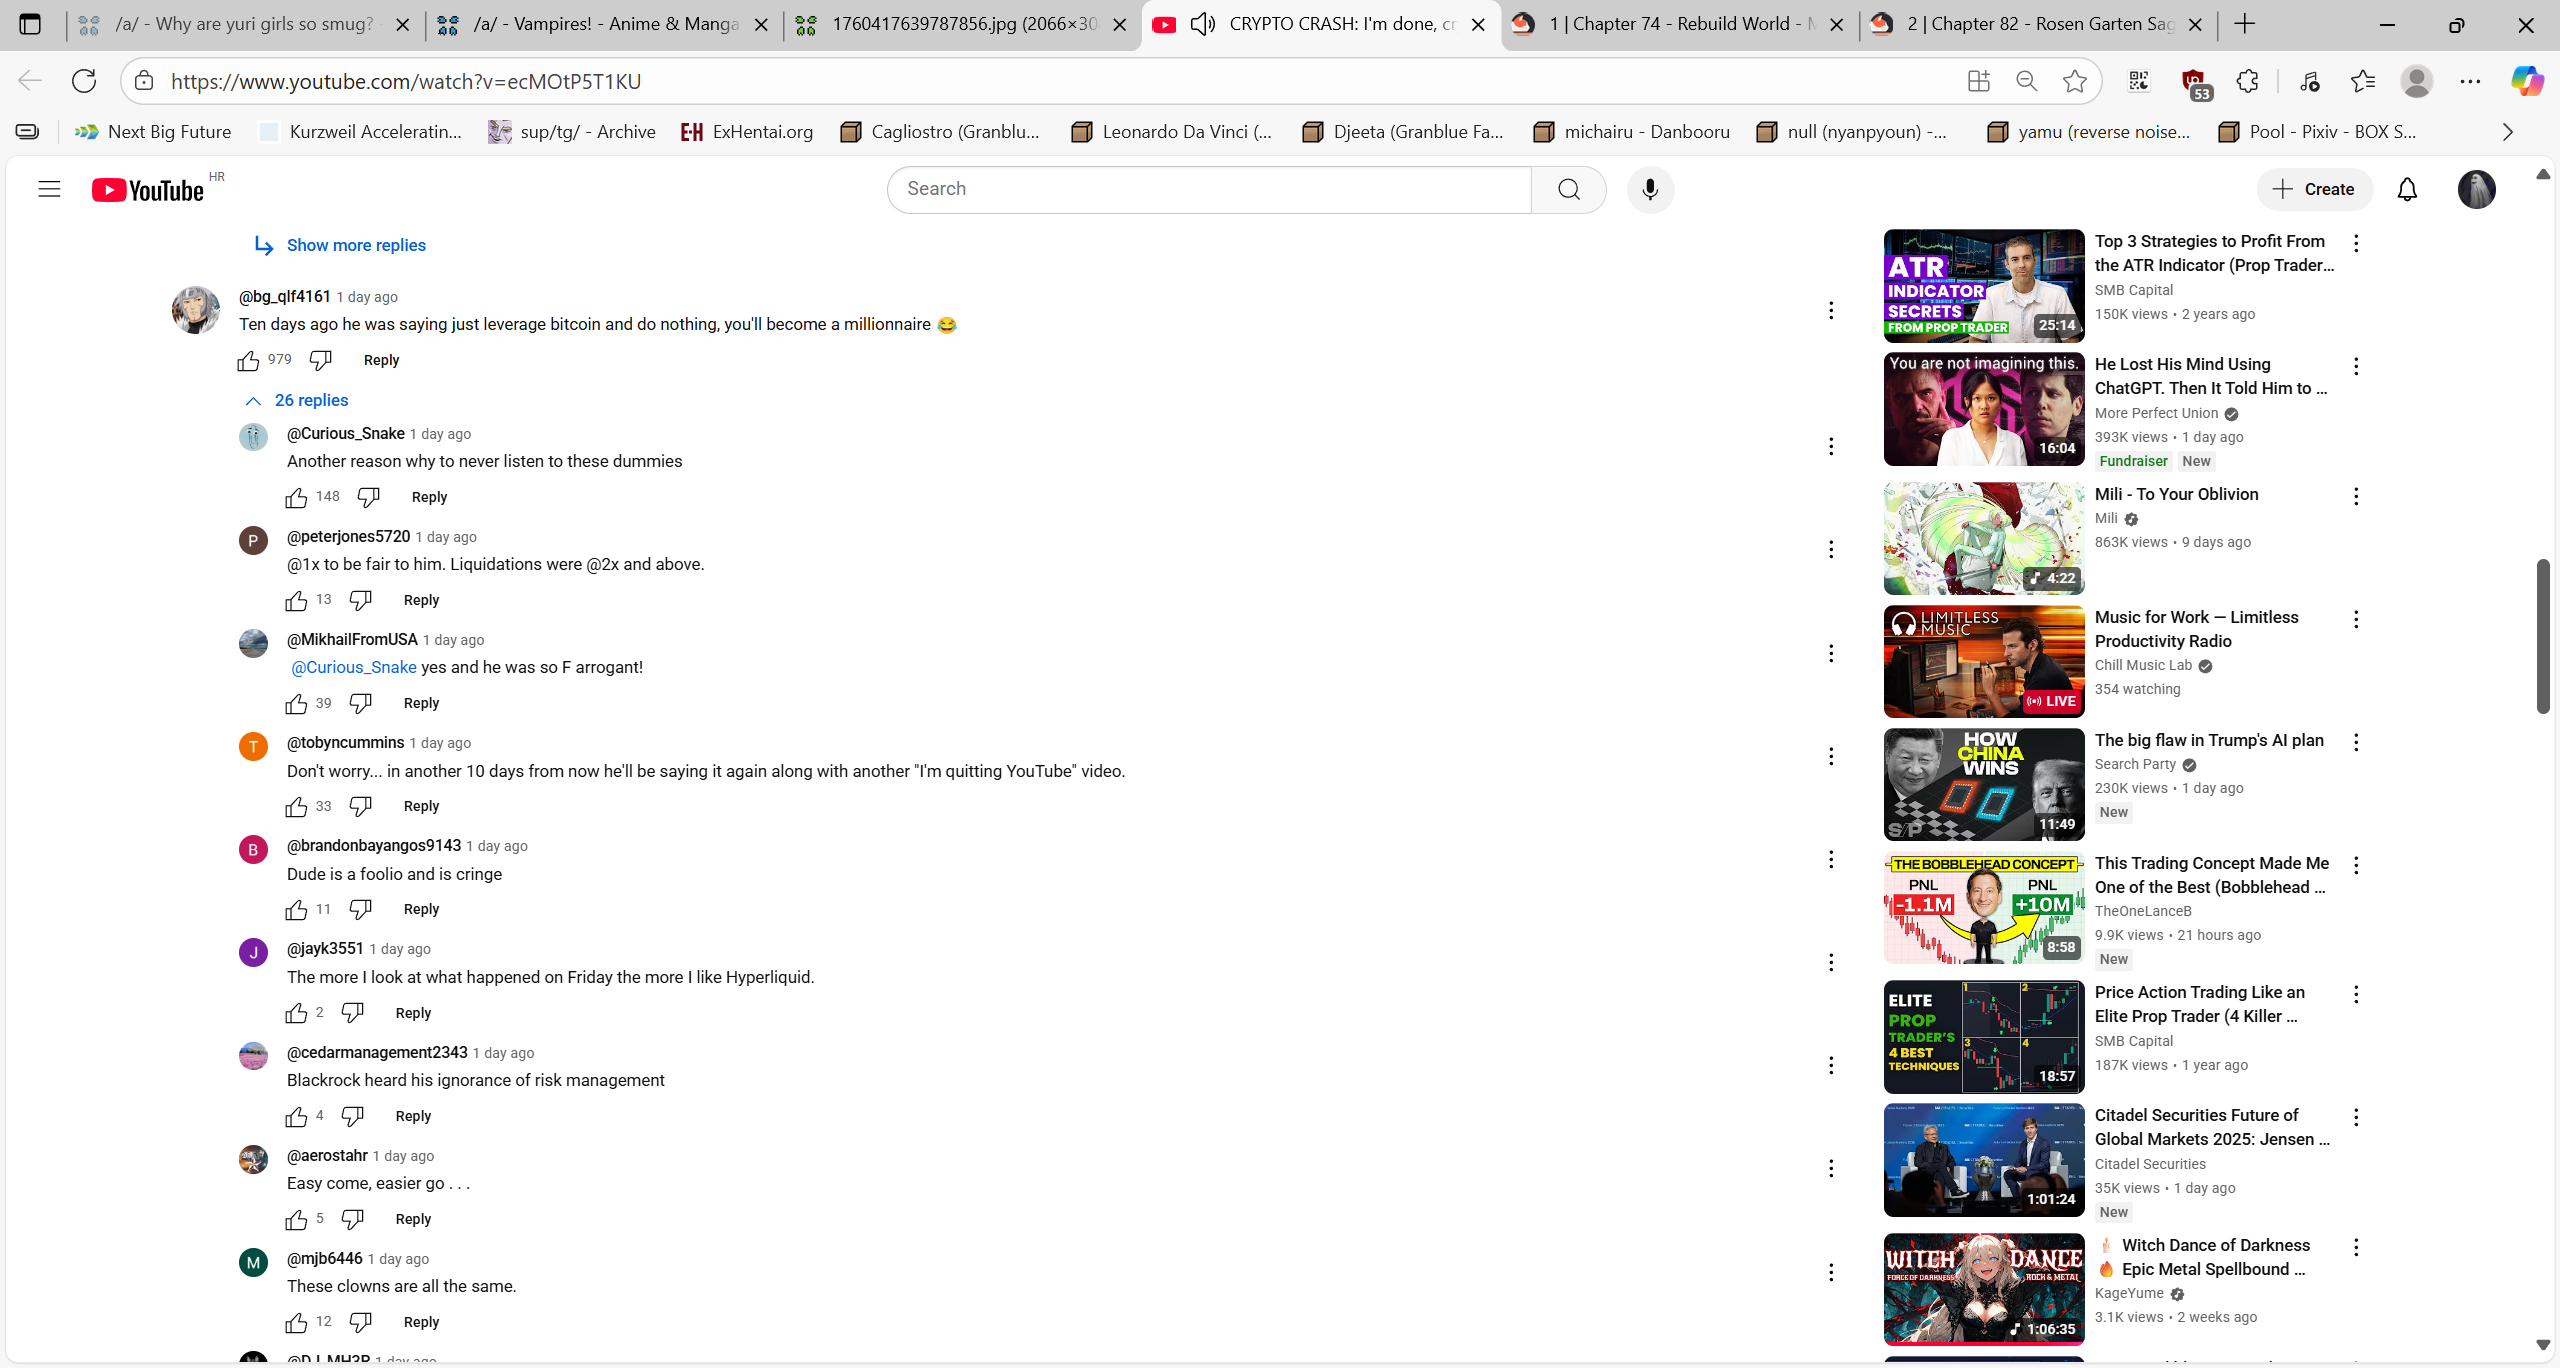 /a/ - Why are yuri girls so smug? -
/a/ - Vampires! - Anime & Manga
1760417639787856.jpg (2066×30
CRYPTO CRASH: I'm done, cr
1 | Chapter 74 - Rebuild World - M
2 | Chapter 82 - Rosen Garten Sag
https://www.youtube.com/watch?v=ecMOtP5T1KU
53
Next Big Future
Kurzweil Acceleratin...
sup/tg/ - Archive
E-H ExHentai.org
Cagliostro (Granblu...
Leonardo Da Vinci (...
Djeeta (Granblue Fa...
michairu - Danbooru
null (nyanpyoun) -...
yamu (reverse noise...
Pool - Pixiv - BOX S...
YouTube HR
Search
Create
Show more replies
@bg_qlf4161 1 day ago
Ten days ago he was saying just leverage bitcoin and do nothing, you'll become a millionnaire 😂
979 Reply
26 replies
@Curious_Snake 1 day ago
Another reason why to never listen to these dummies
148 Reply
P
@peterjones5720 1 day ago
@1x to be fair to him. Liquidations were @2x and above.
13 Reply
@MikhailFromUSA 1 day ago
@Curious_Snake yes and he was so F arrogant!
39 Reply
T
@tobyncummins 1 day ago
Don't worry... in another 10 days from now he'll be saying it again along with another "I'm quitting YouTube" video.
33 Reply
B
@brandonbayangos9143 1 day ago
Dude is a foolio and is cringe
11 Reply
J
@jayk3551 1 day ago
The more I look at what happened on Friday the more I like Hyperliquid.
2 Reply
@cedarmanagement2343 1 day ago
Blackrock heard his ignorance of risk management
4 Reply
@aerostahr 1 day ago
Easy come, easier go . . .
5 Reply
M
@mjb6446 1 day ago
These clowns are all the same.
12 Reply
1 day ago
ATR
INDICATOR
SECRETS
FROM PROP TRADER
25:14
Top 3 Strategies to Profit From
the ATR Indicator (Prop Trader...
SMB Capital
150K views • 2 years ago
You are not imagining this.
16:04
He Lost His Mind Using
ChatGPT. Then It Told Him to ...
More Perfect Union
393K views • 1 day ago
Fundraiser New
4:22
Mili - To Your Oblivion
Mili
863K views • 9 days ago
LIMITLESS
MUSIC
LIVE
Music for Work — Limitless
Productivity Radio
Chill Music Lab
354 watching
HOW
CHINA
WINS
S/P
11:49
The big flaw in Trump's AI plan
Search Party
230K views • 1 day ago
New
THE BOBBLEHEAD CONCEPT
PNL PNL
-1.1M +10M
8:58
This Trading Concept Made Me
One of the Best (Bobblehead ...
TheOneLanceB
9.9K views • 21 hours ago
New
ELITE
PROP
TRADER'S
4 BEST
TECHNIQUES
1 2
3 4
18:57
Price Action Trading Like an
Elite Prop Trader (4 Killer ...
SMB Capital
187K views • 1 year ago
1:01:24
Citadel Securities Future of
Global Markets 2025: Jensen ...
Citadel Securities
35K views • 1 day ago
New
WITCH DANCE
FORCE OF DARKNESS ROCK & METAL
1:06:35
Witch Dance of Darkness
🔥 Epic Metal Spellbound ...
KageYume
3.1K views • 2 weeks ago